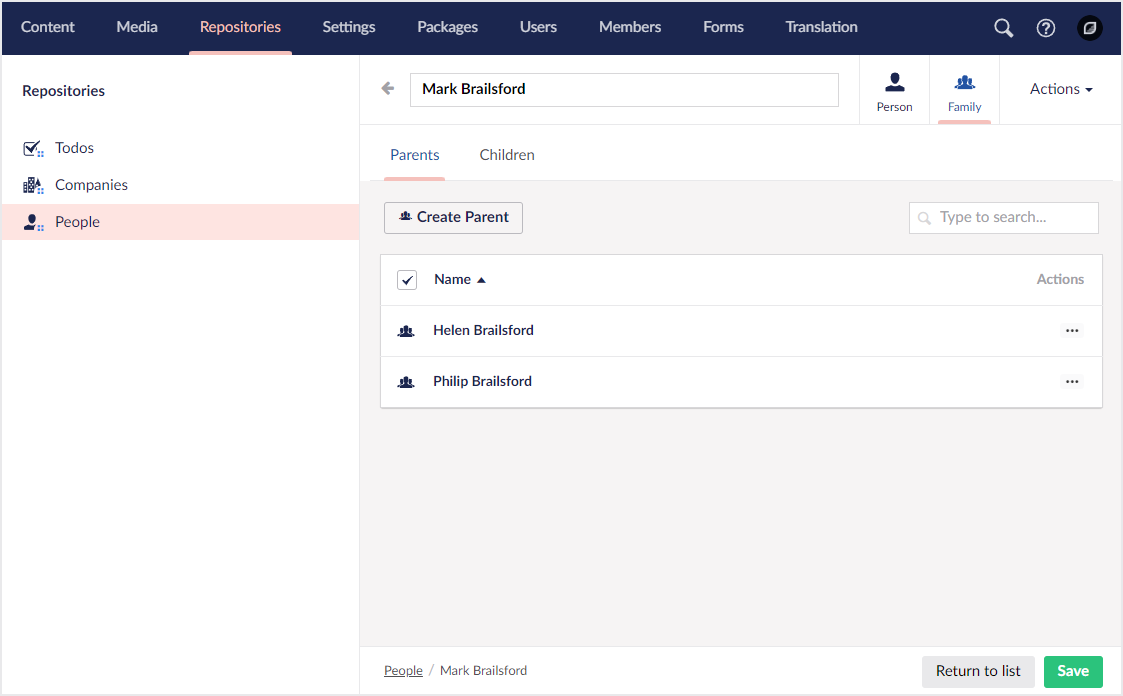 Content Media Repositories Settings Packages Users Members Forms Translation
Repositories
Todos
Companies
People
Mark Brailsford
Person
Family
Actions
Parents Children
Create Parent
Type to search...
Name Actions
Helen Brailsford
Philip Brailsford
People / Mark Brailsford
Return to list
Save